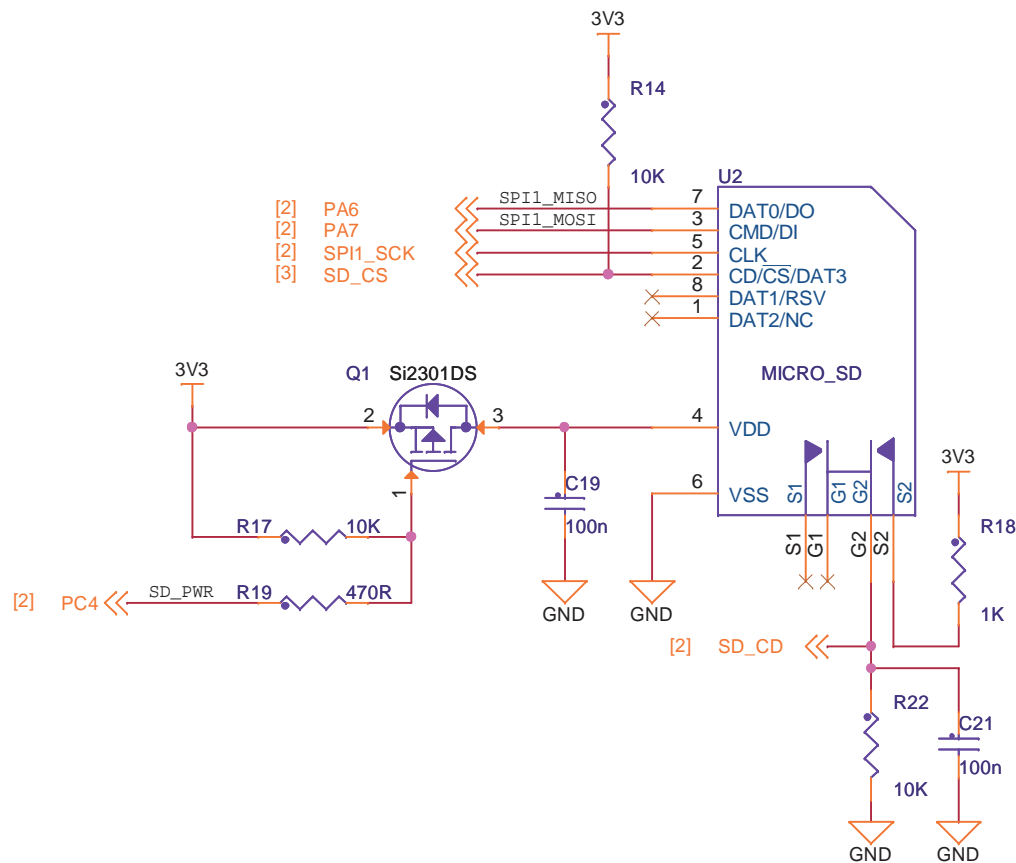 3V3
R14
10K
U2
[2] PA6 SPI1_MISO 7 DAT0/DO
[2] PA7 SPI1_MOSI 3 CMD/DI
[2] SPI1_SCK 5 CLK
[3] SD_CS 2 CD/CS/DAT3
8 DAT1/RSV
1 DAT2/NC
3V3 Q1 Si2301DS MICRO_SD
2 3 4 VDD
3V3
1 C19 6 VSS S1 G1 G2 S2
R17 10K 100n S1 G1 G2 S2 R18
[2] PC4 SD_PWR R19 470R
GND GND 1K
[2] SD_CD
R22 C21
100n
10K
GND GND